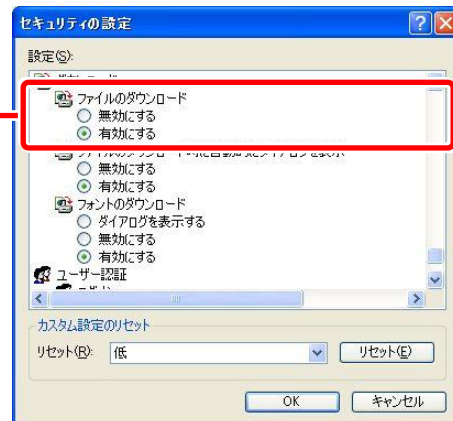 セキュリティの設定
設定(S):
ファイルのダウンロード
無効にする
有効にする
無効にする
有効にする
フォントのダウンロード
ダイアログを表示する
無効にする
有効にする
ユーザー認証
カスタム設定のリセット
リセット(R): 低 リセット(E)
OK キャンセル